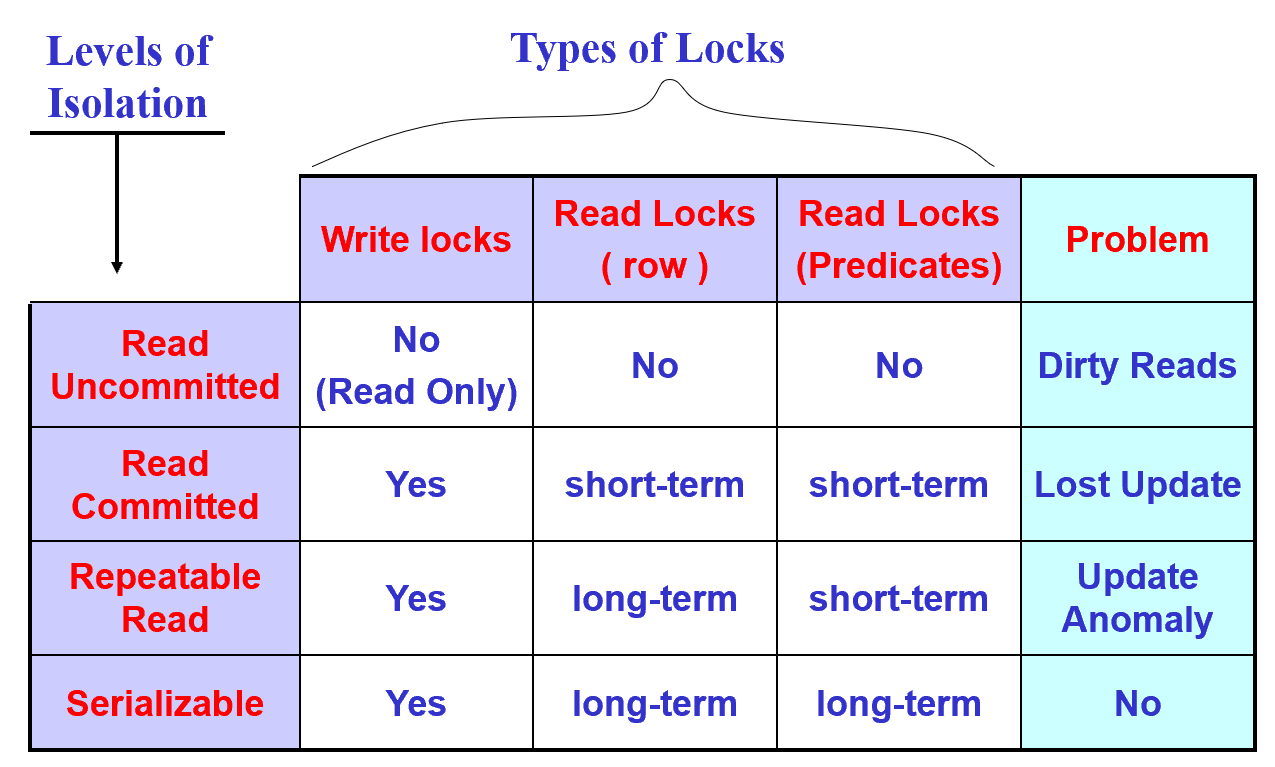 Levels of
Isolation
Types of Locks
Write locks
Read Locks
( row )
Read Locks
(Predicates)
Problem
Read
Uncommitted
No
(Read Only)
No
No
Dirty Reads
Read
Committed
Yes
short-term
short-term
Lost Update
Repeatable
Read
Yes
long-term
short-term
Update
Anomaly
Serializable
Yes
long-term
long-term
No